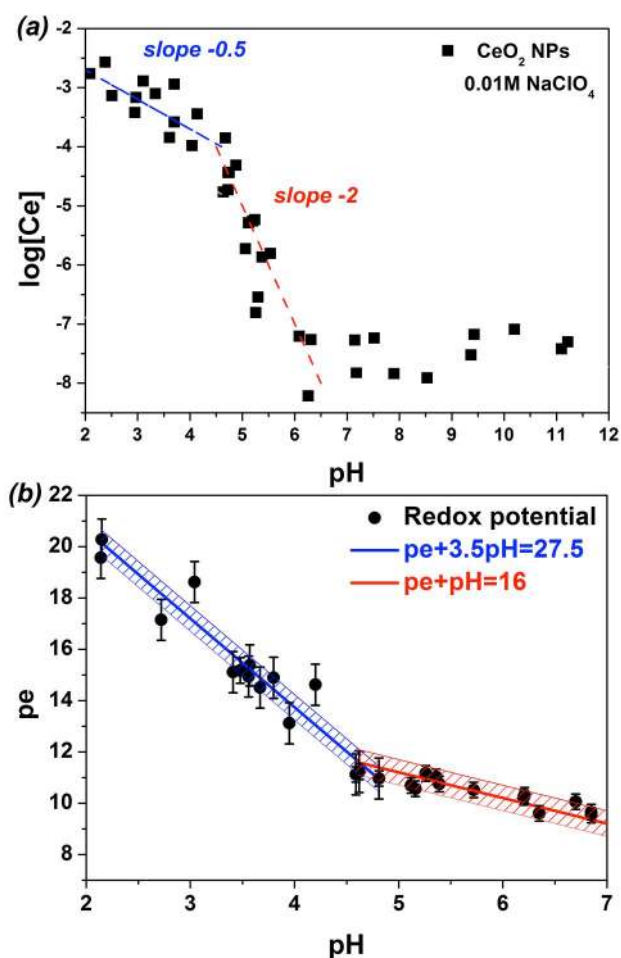 (a)
-2
-3
-4
-5
-6
-7
-8
log[Ce]
slope -0.5
slope -2
CeO₂ NPs
0.01M NaClO₄
2 3 4 5 6 7 8 9 10 11 12
pH
(b)
22
20
18
16
14
12
10
8
pe
Redox potential
pe+3.5pH=27.5
pe+pH=16
2 3 4 5 6 7
pH